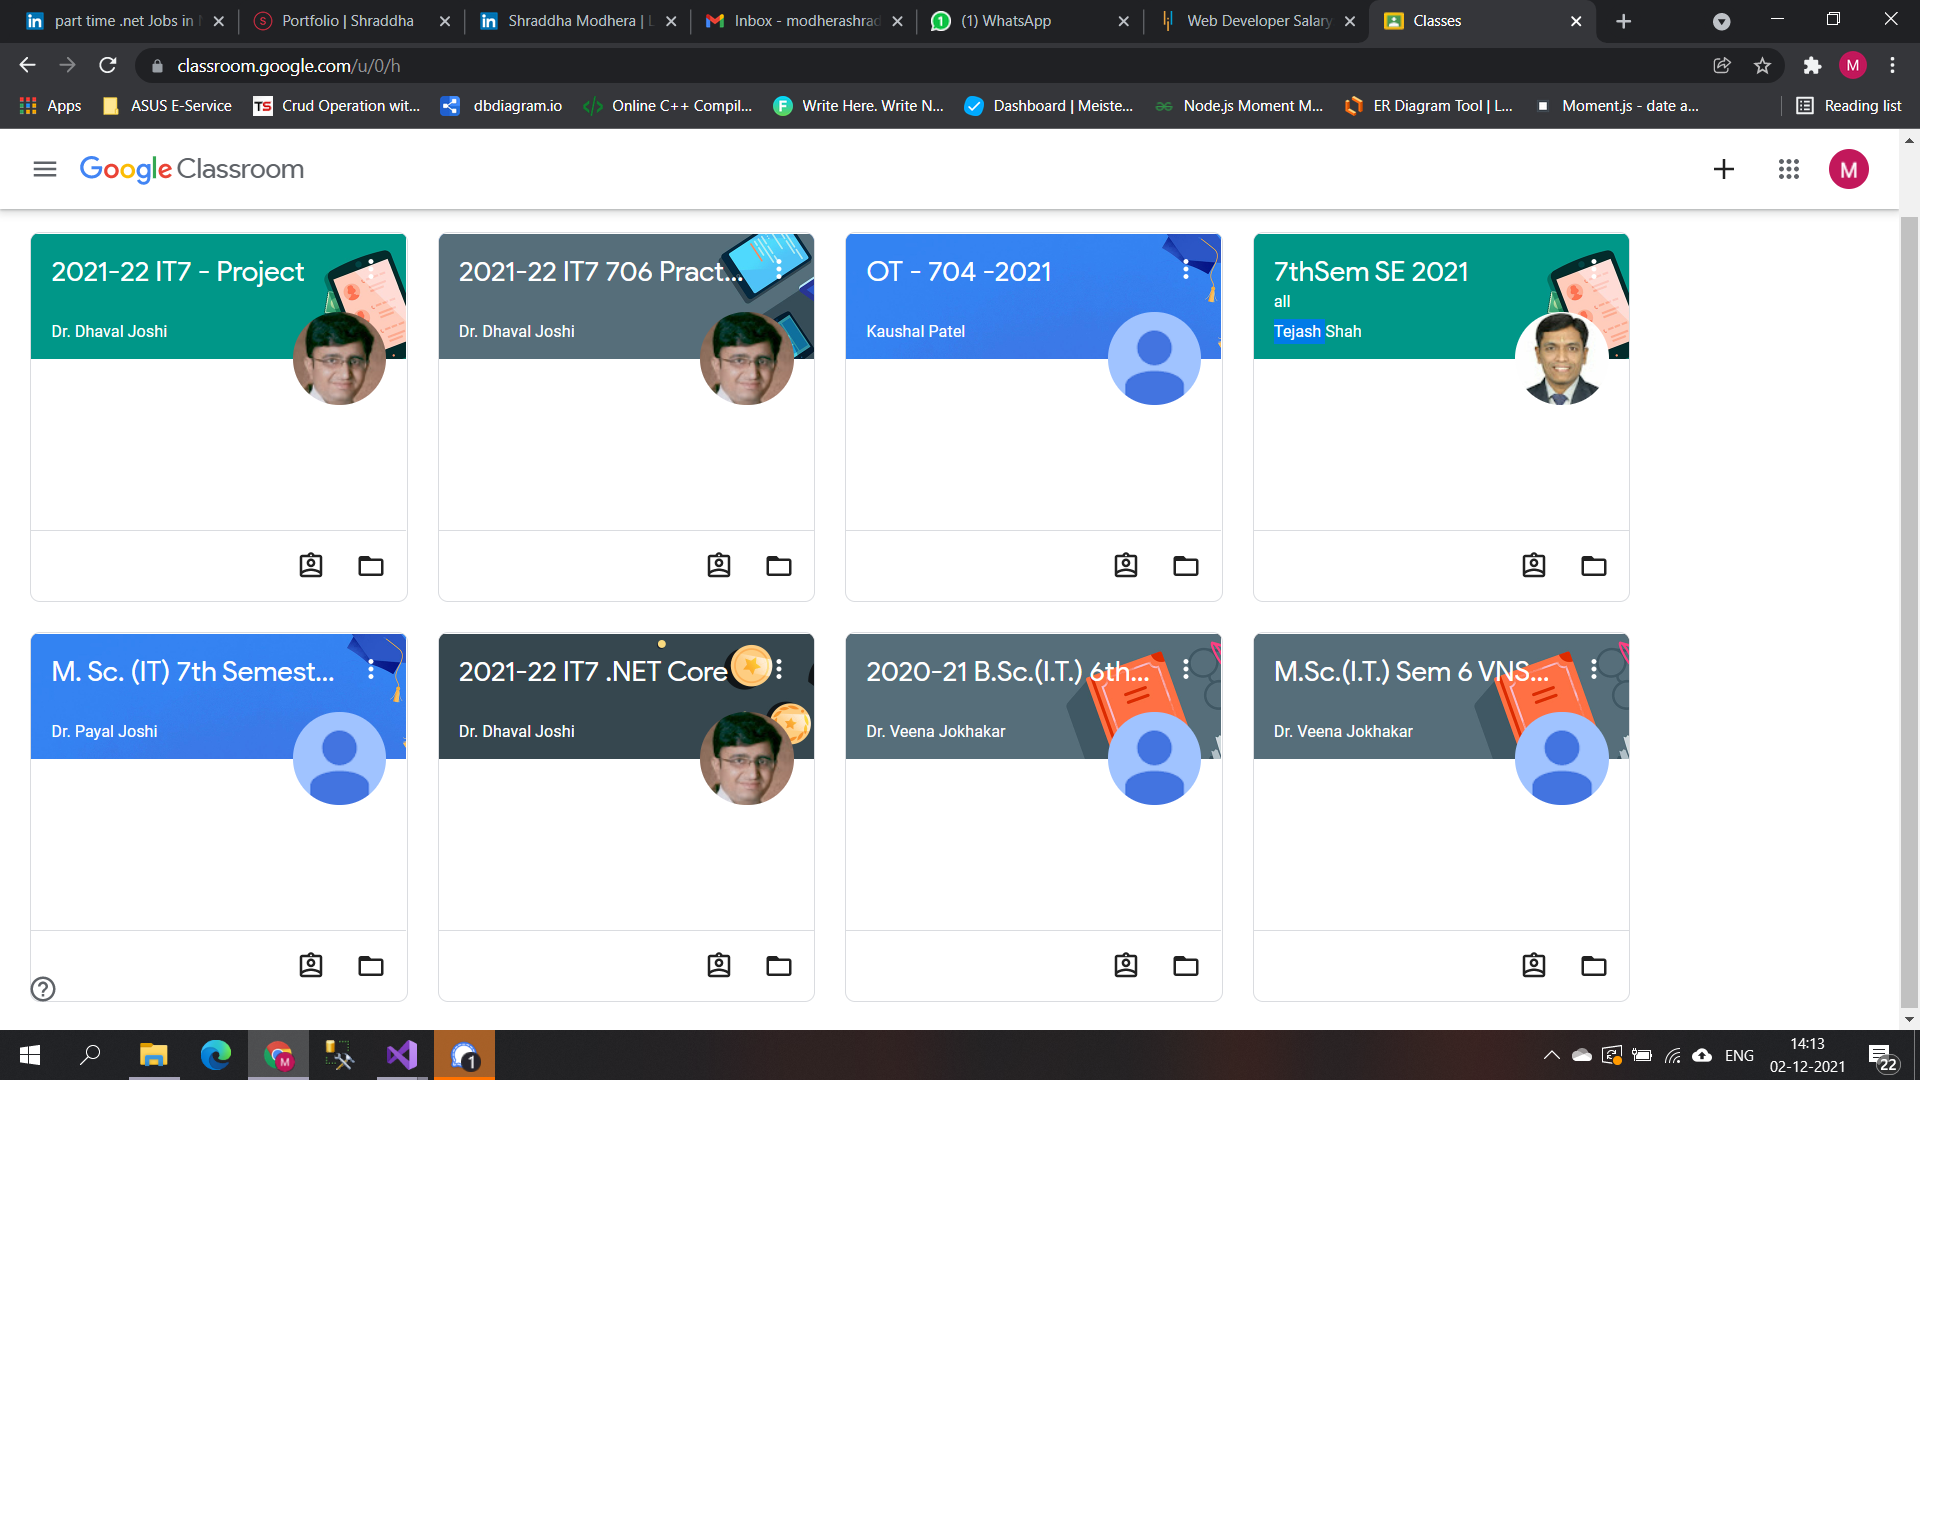 part time .net Jobs in
Portfolio | Shraddha
Shraddha Modhera |
Inbox - modherashrad
(1) WhatsApp
Web Developer Salary
Classes
classroom.google.com/u/0/h
M
Apps
ASUS E-Service
TS
Crud Operation wit...
dbdiagram.io
Online C++ Compil...
Write Here. Write N...
Dashboard | Meiste...
Node.js Moment M...
ER Diagram Tool | L...
Moment.js - date a...
Reading list
Google Classroom
M
2021-22 IT7 - Project
Dr. Dhaval Joshi
2021-22 IT7 706 Pract...
Dr. Dhaval Joshi
OT - 704 -2021
Kaushal Patel
7thSem SE 2021
all
Tejash Shah
M. Sc. (IT) 7th Semest...
Dr. Payal Joshi
2021-22 IT7 .NET Core
Dr. Dhaval Joshi
2020-21 B.Sc.(I.T.) 6th...
Dr. Veena Jokhakar
M.Sc.(I.T.) Sem 6 VNS...
Dr. Veena Jokhakar
M
1
ENG
14:13
02-12-2021
22